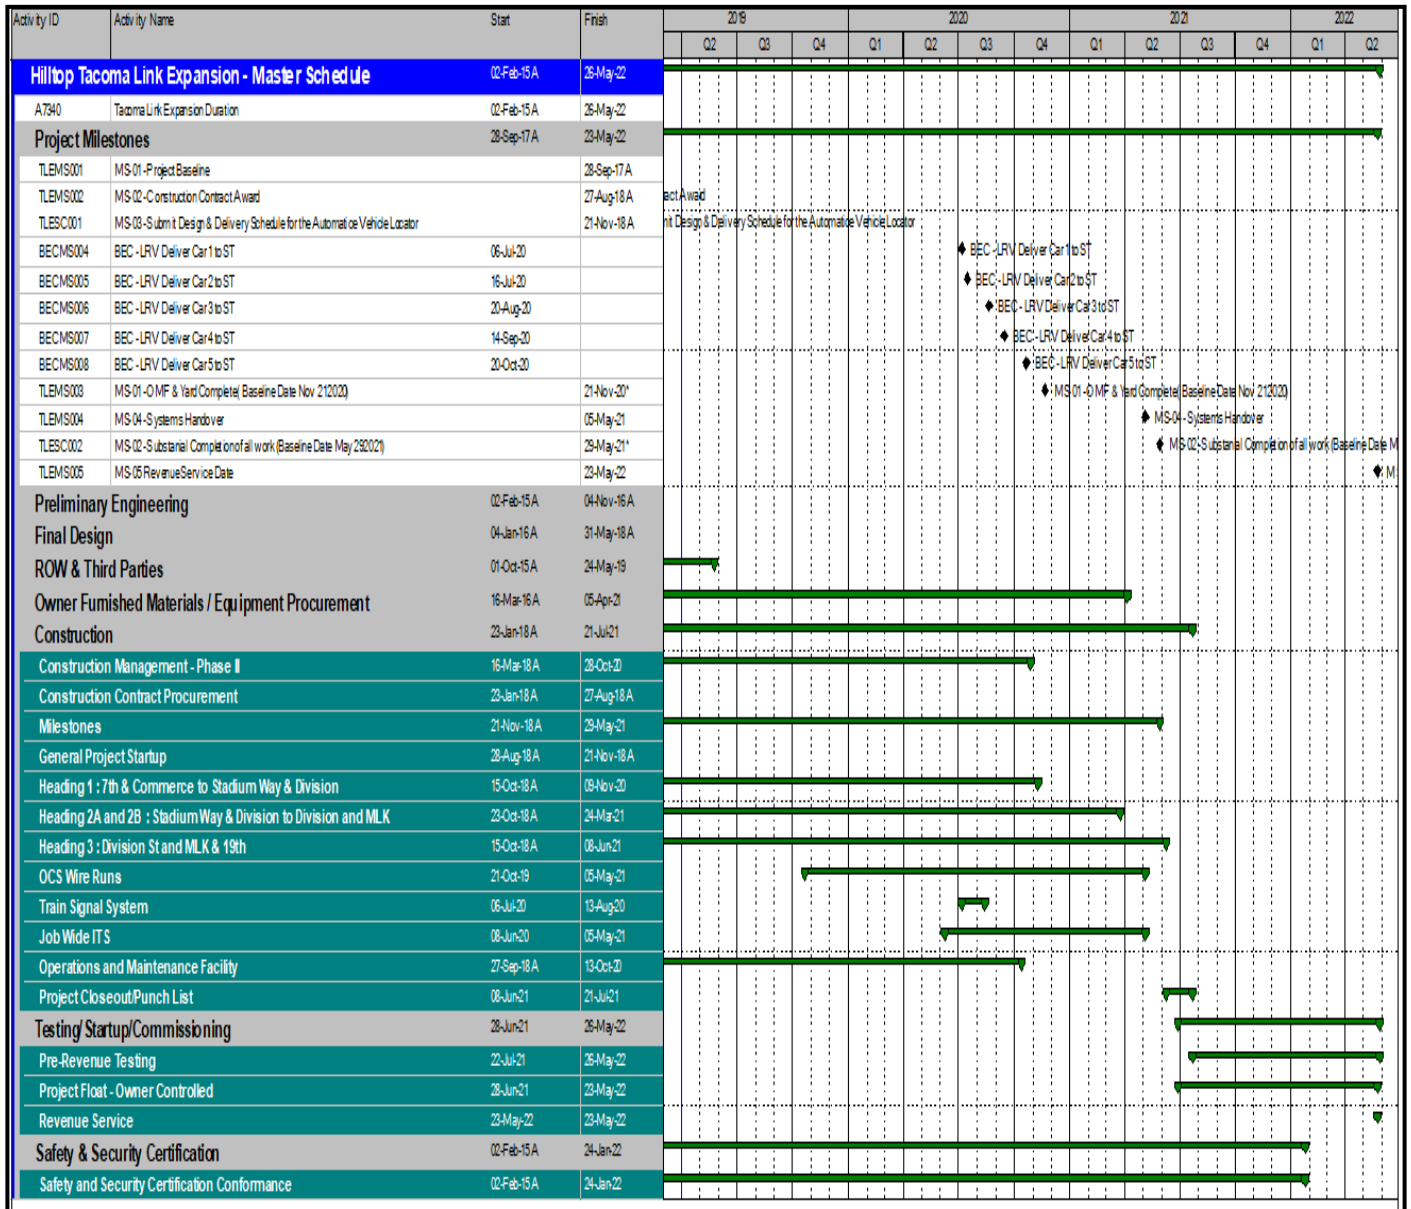 Activity ID Activity Name Start Finish 2019 2020 2021 2022
Q2 Q3 Q4 Q1 Q2 Q3 Q4 Q1 Q2 Q3 Q4 Q1 Q2
Hilltop Tacoma Link Expansion - Master Schedule 02-Feb-15 A 26-May-22
A7340 Tacoma Link Expansion Duration 02-Feb-15 A 26-May-22
Project Milestones 28-Sep-17 A 23-May-22
TLEMS001 MS-01 - Project Baseline 28-Sep-17 A
TLEMS002 MS-02 - Construction Contract Award 27-Aug-18 A act Award
TLESC001 MS-03 - Submit Design & Delivery Schedule for the Automatice Vehicle Locator 21-Nov-18 A mit Design & Delivery Schedule for the Automatice Vehicle Locator
BECMS004 BEC - LRV Deliver Car 1 to ST 06-Jul-20 BEC - LRV Deliver Car 1 to ST
BECMS005 BEC - LRV Deliver Car 2 to ST 16-Jul-20 BEC - LRV Deliver Car 2 to ST
BECMS006 BEC - LRV Deliver Car 3 to ST 20-Aug-20 BEC - LRV Deliver Car 3 to ST
BECMS007 BEC - LRV Deliver Car 4 to ST 14-Sep-20 BEC - LRV Deliver Car 4 to ST
BECMS008 BEC - LRV Deliver Car 5 to ST 20-Oct-20 BEC - LRV Deliver Car 5 to ST
TLEMS003 MS-01 - OMF & Yard Complete( Baseline Date Nov 21 2020) 21-Nov-20* MS-01 - OMF & Yard Complete( Baseline Date Nov 21 2020)
TLEMS004 MS-04 - Systems Handover 05-May-21 MS-04 - Systems Handover
TLESC002 MS-02 - Substanial Completion of all work (Baseline Date May 29 2021) 29-May-21* MS-02 - Substanial Completion of all work (Baseline Date M
TLEMS005 MS-05 Revenue Service Date 23-May-22 M
Preliminary Engineering 02-Feb-15 A 04-Nov-16 A
Final Design 04-Jan-16 A 31-May-18 A
ROW & Third Parties 01-Oct-15 A 24-May-19
Owner Furnished Materials / Equipment Procurement 16-Mar-16 A 05-Apr-21
Construction 23-Jan-18 A 21-Jul-21
Construction Management - Phase II 16-Mar-18 A 28-Oct-20
Construction Contract Procurement 23-Jan-18 A 27-Aug-18 A
Milestones 21-Nov-18 A 29-May-21
General Project Startup 28-Aug-18 A 21-Nov-18 A
Heading 1 : 7th & Commerce to Stadium Way & Division 15-Oct-18 A 09-Nov-20
Heading 2A and 2B : Stadium Way & Division to Division and MLK 23-Oct-18 A 24-Mar-21
Heading 3 : Division St and MLK & 19th 15-Oct-18 A 08-Jun-21
OCS Wire Runs 21-Oct-19 05-May-21
Train Signal System 06-Jul-20 13-Aug-20
Job Wide ITS 08-Jun-20 05-May-21
Operations and Maintenance Facility 27-Sep-18 A 13-Oct-20
Project Closeout/Punch List 08-Jun-21 21-Jul-21
Testing/ Startup/Commissioning 28-Jun-21 26-May-22
Pre-Revenue Testing 22-Jul-21 26-May-22
Project Float - Owner Controlled 28-Jun-21 23-May-22
Revenue Service 23-May-22 23-May-22
Safety & Security Certification 02-Feb-15 A 24-Jan-22
Safety and Security Certification Conformance 02-Feb-15 A 24-Jan-22